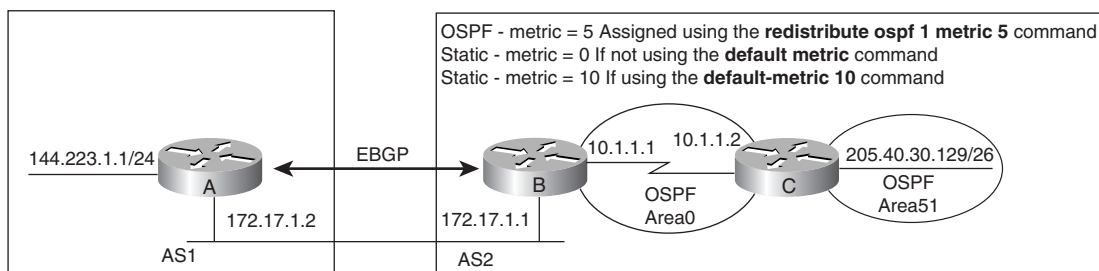 OSPF - metric = 5 Assigned using the redistribute ospf 1 metric 5 command
Static - metric = 0 If not using the default metric command
Static - metric = 10 If using the default-metric 10 command
144.223.1.1/24
A
EBGP
B
10.1.1.1
10.1.1.2
C
205.40.30.129/26
OSPF
Area0
OSPF
Area51
172.17.1.2
172.17.1.1
AS1
AS2